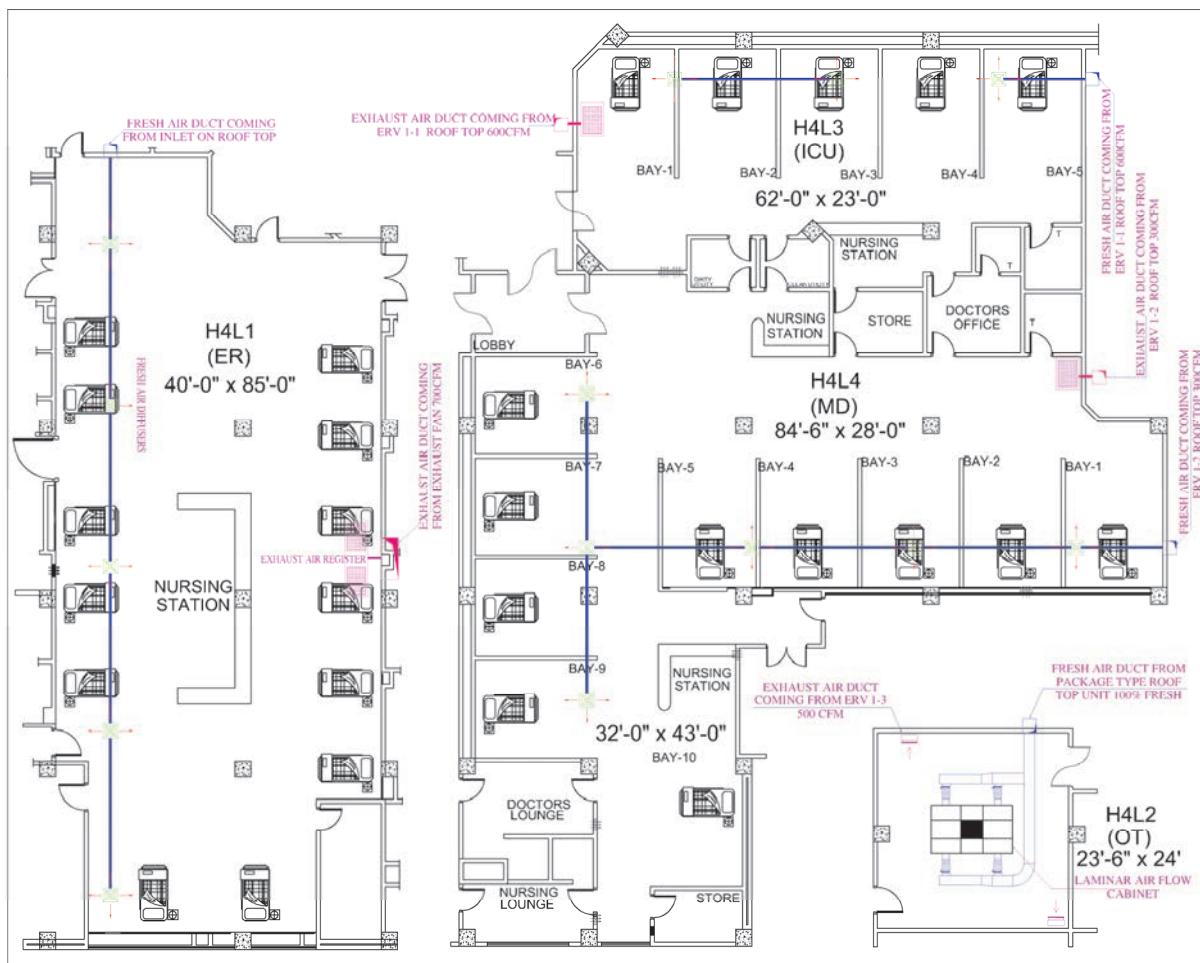 FRESH AIR DUCT COMING
FROM INLET ON ROOF TOP
H4L1
(ER)
40'-0" x 85'-0"
FRESH AIR DIFFUSERS
NURSING
STATION
EXHAUST AIR REGISTER
EXHAUST AIR DUCT COMING
FROM EXHAUST FAN 700CFM
EXHAUST AIR DUCT COMING FROM
ERV 1-1 ROOF TOP 600CFM
H4L3
(ICU)
62'-0" x 23'-0"
BAY-1
BAY-2
BAY-3
BAY-4
BAY-5
FRESH AIR DUCT COMING FROM
ERV 1-1 ROOF TOP 600CFM
EXHAUST AIR DUCT COMING FROM
ERV 1-2 ROOF TOP 300CFM
FRESH AIR DUCT COMING FROM
ERV 1-2 ROOF TOP 300CFM
NURSING
STATION
DIRTY
UTILITY
T
T
NURSING
STATION
STORE
DOCTORS
OFFICE
LOBBY
H4L4
(MD)
84'-6" x 28'-0"
BAY-6
BAY-7
BAY-8
BAY-9
BAY-5
BAY-4
BAY-3
BAY-2
BAY-1
NURSING
STATION
32'-0" x 43'-0"
BAY-10
DOCTORS
LOUNGE
NURSING
LOUNGE
STORE
EXHAUST AIR DUCT
COMING FROM ERV 1-3
500 CFM
FRESH AIR DUCT FROM
PACKAGE TYPE ROOF
TOP UNIT 100% FRESH
H4L2
(OT)
23'-6" x 24'
LAMINAR AIR FLOW
CABINET